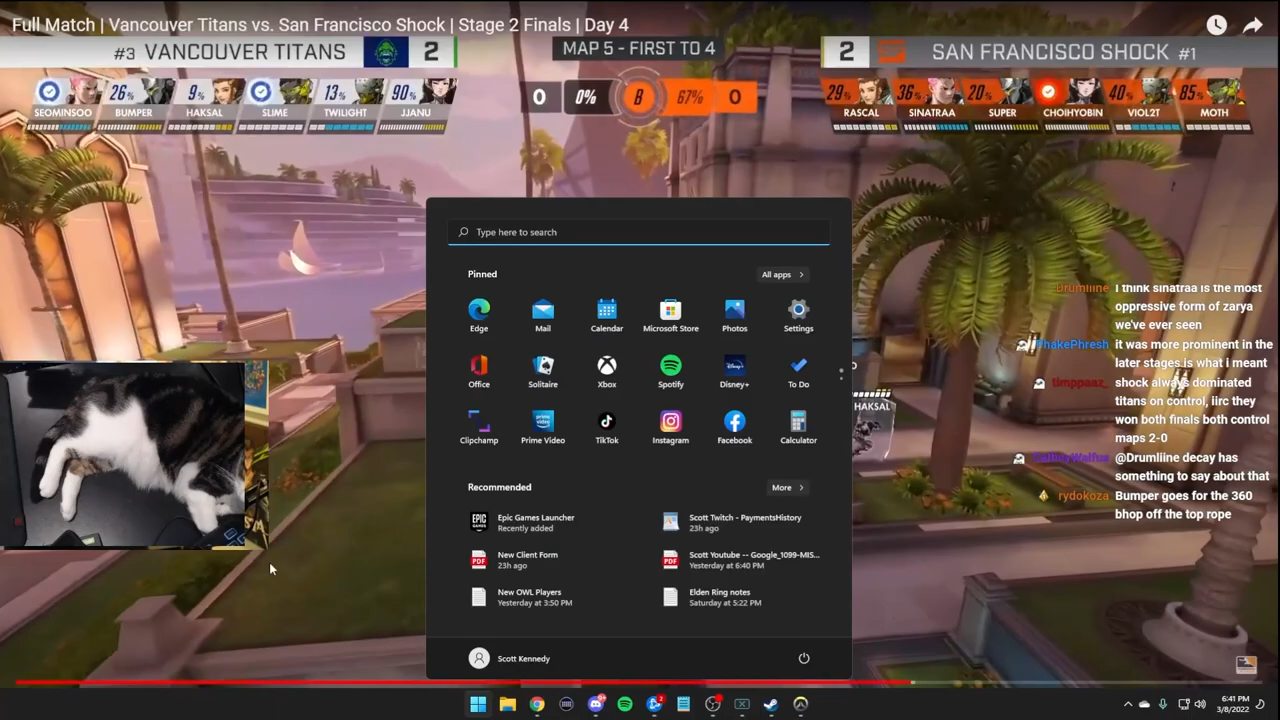 Full Match | Vancouver Titans vs. San Francisco Shock | Stage 2 Finals | Day 4
#3 VANCOUVER TITANS 2
MAP 5 - FIRST TO 4
2 SAN FRANCISCO SHOCK #1
26% 9% 13% 90%
SEOMINSOO BUMPER HAKSAL SLIME TWILIGHT JJANU
0 0% B 67% 0
29% 36% 20% 40% 85%
RASCAL SINATRAA SUPER CHOIHYOBIN VIOL2T MOTH
Type here to search
Pinned
All apps
Edge Mail Calendar Microsoft Store Photos Settings
Office Solitaire Xbox Spotify Disney+ To Do
Clipchamp Prime Video TikTok Instagram Facebook Calculator
Recommended
More
Epic Games Launcher
Recently added
Scott Twitch - PaymentsHistory
23h ago
New Client Form
23h ago
Scott Youtube -- Google_1099-MIS...
Yesterday at 6:40 PM
New OWL Players
Yesterday at 3:50 PM
Elden Ring notes
Saturday at 5:22 PM
Scott Kennedy
HAKSAL
Drumliine I think sinatraa is the most
oppressive form of zarya
we've ever seen
PhakePhresh it was more prominent in the
later stages is what i meant
timppaax_ shock always dominated
titans on control, iirc they
won both finals both control
maps 2-0
@Drumliine decay has
something to say about that
rydokoza Bumper goes for the 360
bhop off the top rope
6:41 PM
3/8/2022